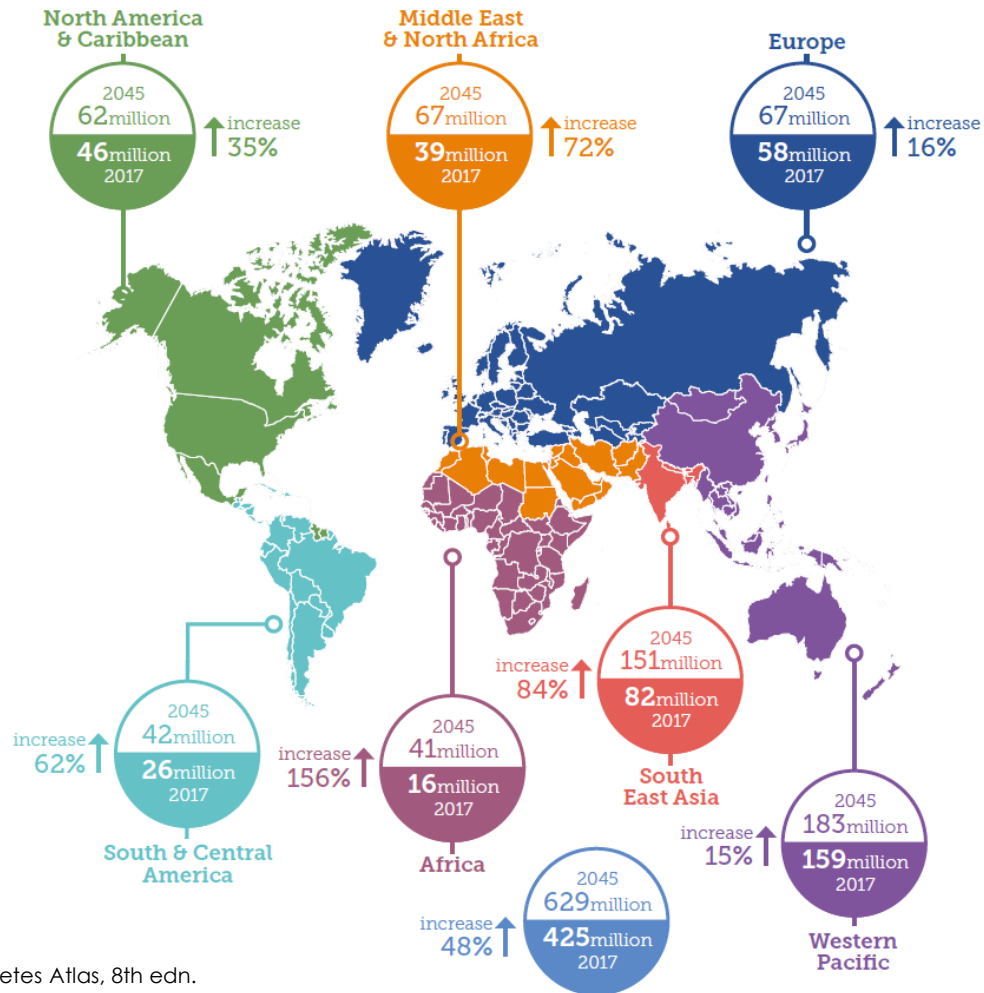 North America
& Caribbean
2045
62million
46million
2017
increase
35%
Middle East
& North Africa
2045
67million
39million
2017
increase
72%
Europe
2045
67million
58million
2017
increase
16%
2045
42million
26million
2017
increase
62%
South & Central
America
2045
41million
16million
2017
increase
156%
Africa
2045
151million
82million
2017
increase
84%
South
East Asia
2045
183million
159million
2017
increase
15%
Western
Pacific
2045
629million
425million
2017
increase
48%
etes Atlas, 8th edn.